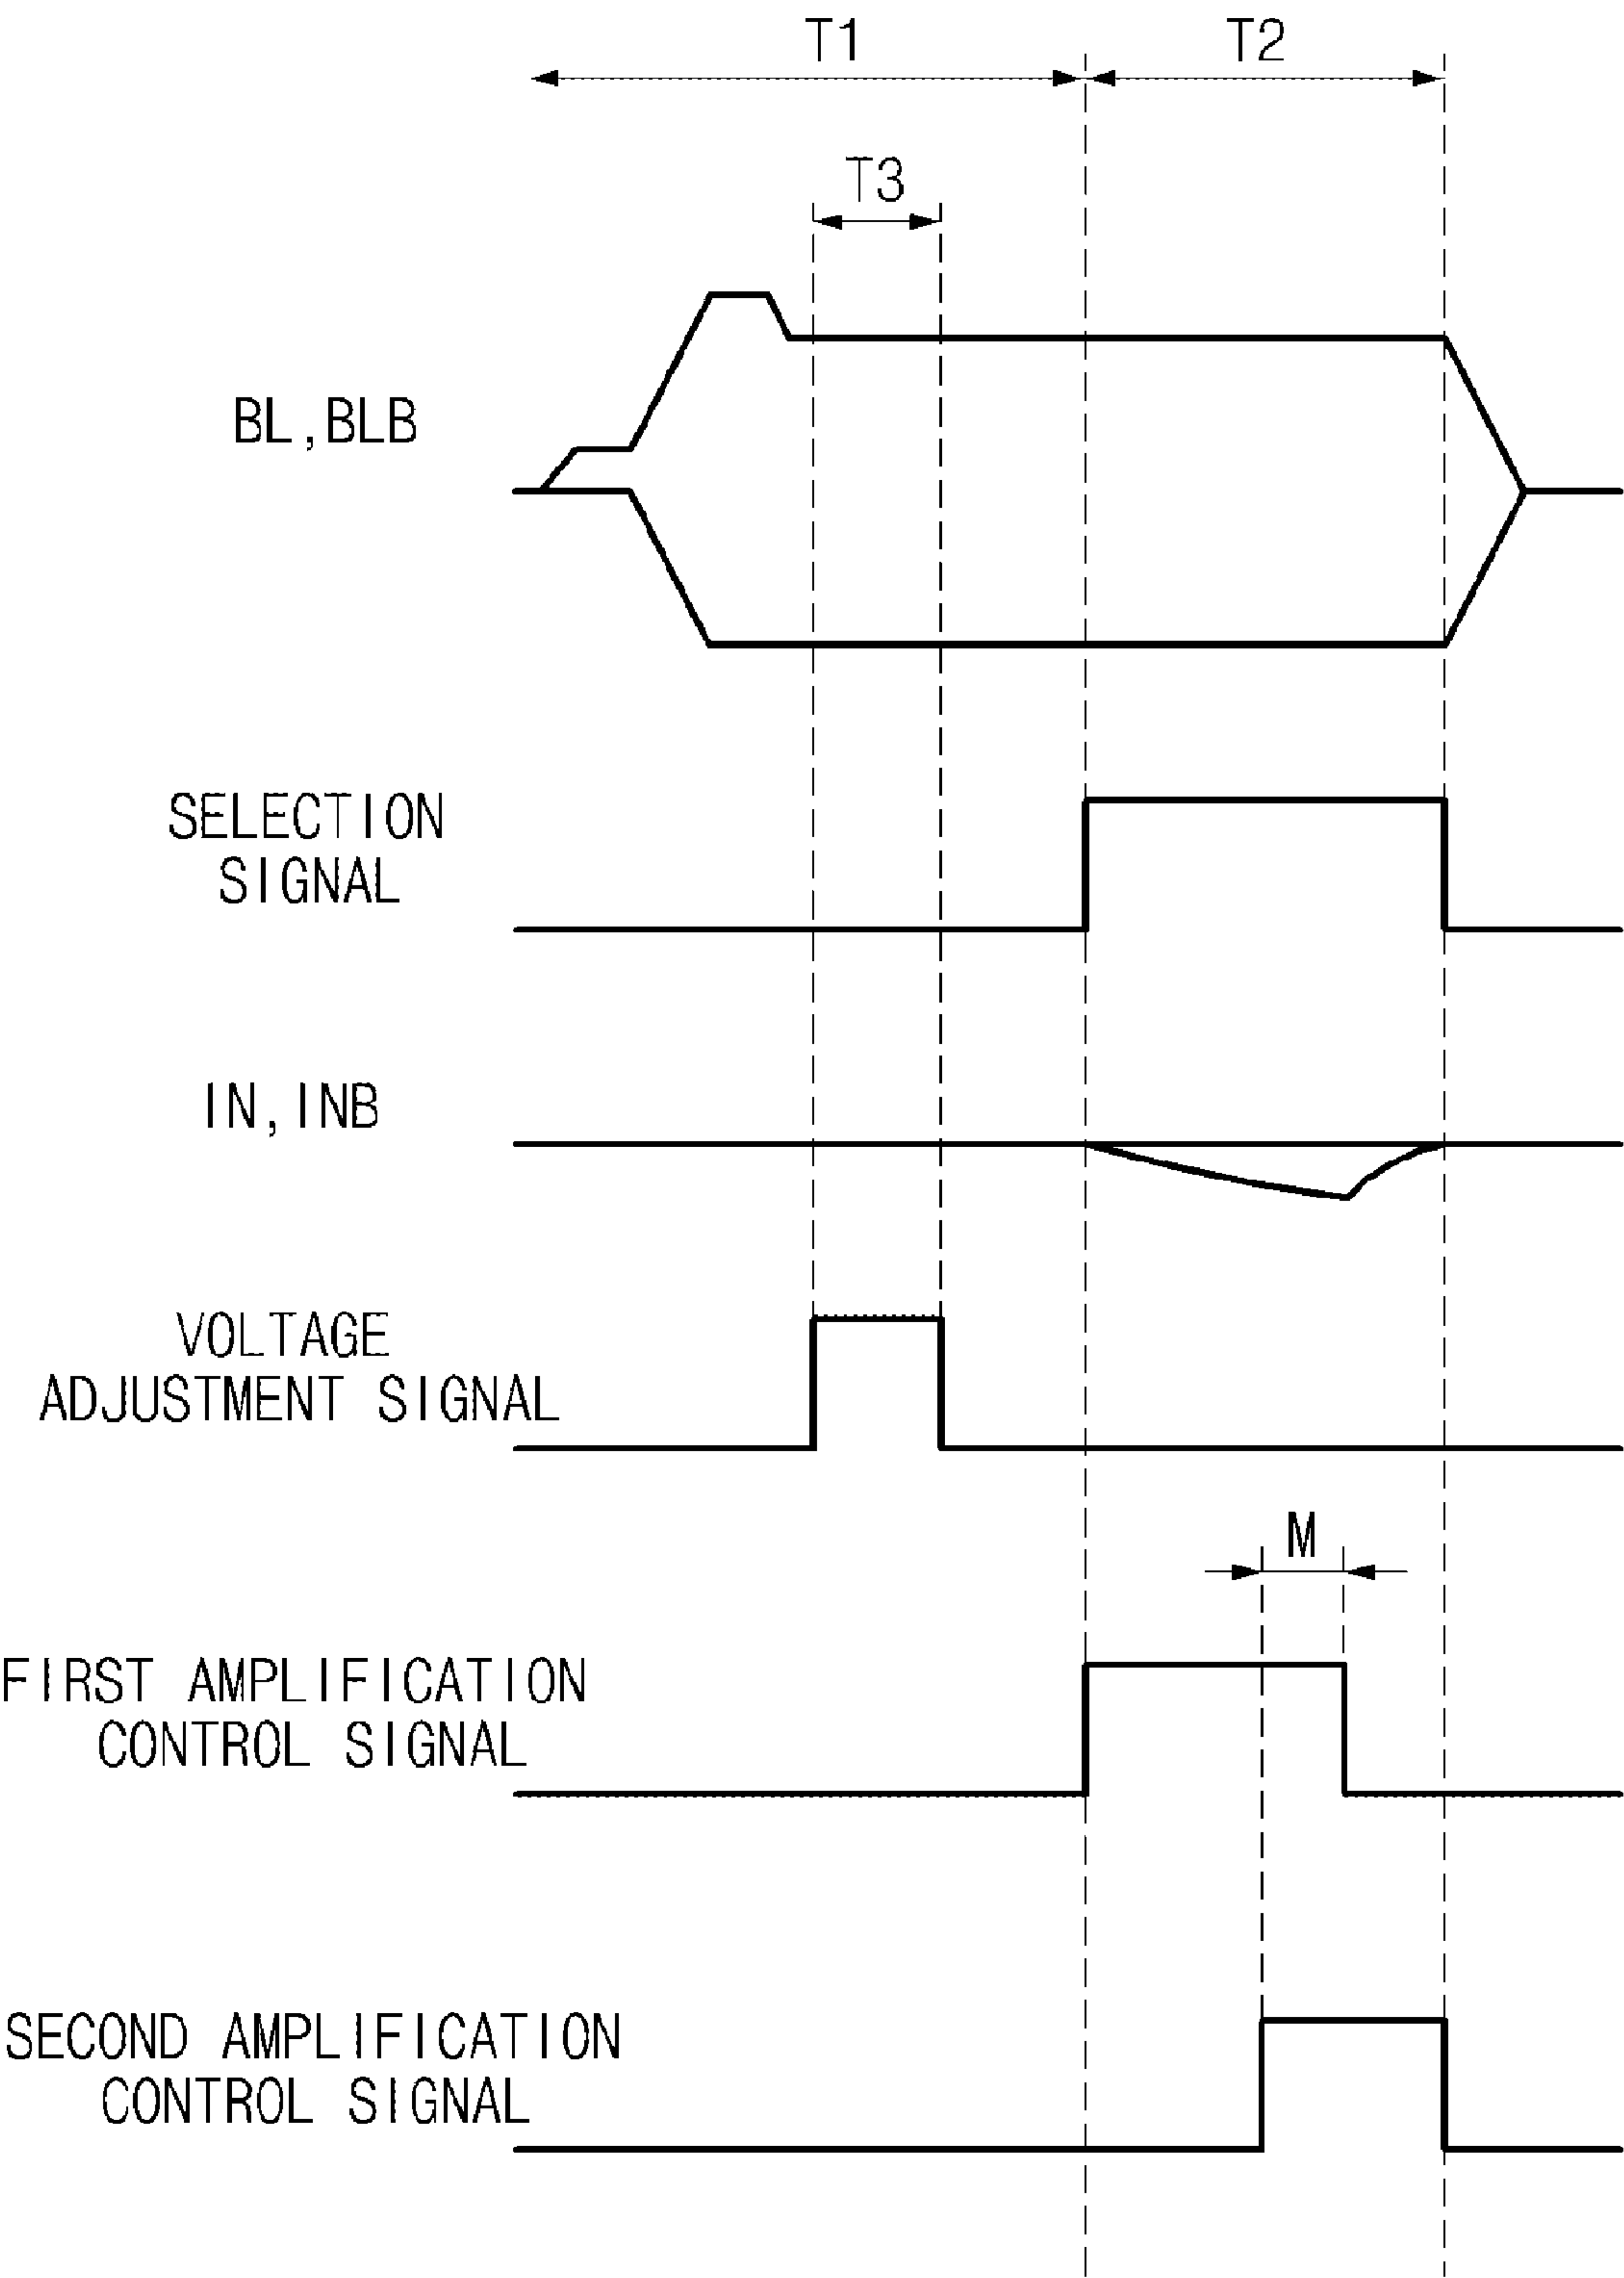 T1
T2
T3
BL,BLB
SELECTION
SIGNAL
IN,INB
VOLTAGE
ADJUSTMENT SIGNAL
M
FIRST AMPLIFICATION
CONTROL SIGNAL
SECOND AMPLIFICATION
CONTROL SIGNAL